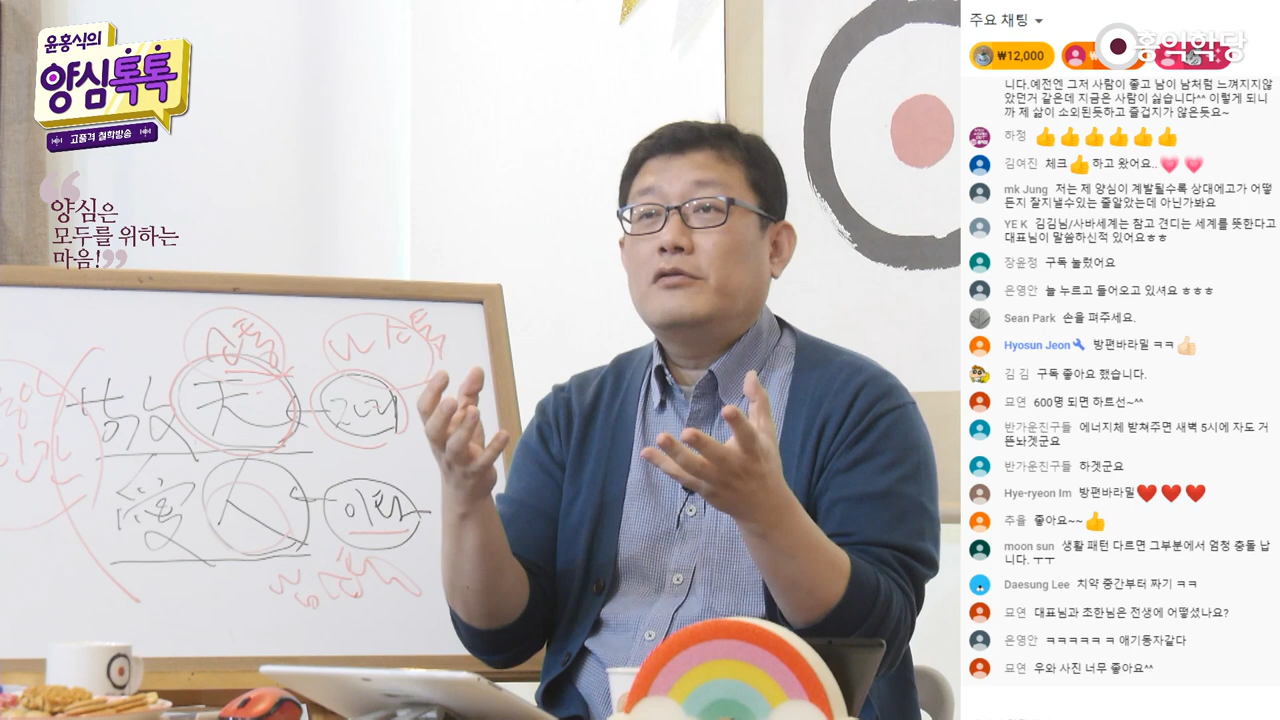 윤홍식의
양심톡톡
고품격 철학방송
양심은
모두를 위하는
마음!
敬天
愛人
이타
주요 채팅
홍익학당
₩12,000
니다.예전엔 그저 사람이 좋고 남이 남처럼 느껴지지않
았던거 같은데 지금은 사람이 싫습니다^^ 이렇게 되니
까 제 삶이 소외된듯하고 즐겁지가 않은듯요~
하정
김여진 체크👍하고 왔어요..💗💗
mk Jung 저는 제 양심이 계발될수록 상대에고가 어떻
든지 잘지낼수있는 줄알았는데 아닌가봐요
YE K 김김님/사바세계는 참고 견디는 세계를 뜻한다고
대표님이 말씀하신적 있어요ㅎㅎ
장윤정 구독 눌렀어요
은영안 늘 누르고 들어오고 있셔요 ㅎㅎㅎ
Sean Park 손을 펴주세요.
Hyosun Jeon 방편바라밀 ㅋㅋ👍🏻
김 김 구독 좋아요 했습니다.
묘연 600명 되면 하트선~^^
반가운진구들 에너지체 받쳐주면 새벽 5시에 자도 거
뜬놔겟군요
반가운진구들 하겟군요
Hye-ryeon Im 방편바라밀❤️❤️❤️
추율 좋아요~~👍
moon sun 생활 패턴 다르면 그부분에서 엄청 충돌 납
니다. ㅜㅜ
Daesung Lee 치약 중간부터 짜기 ㅋㅋ
묘연 대표님과 조한님은 전생에 어떻셨나요?
은영안 ㅋㅋㅋㅋㅋ ㅋ 얘기동자같다
묘연 우와 사진 너무 좋아요^^